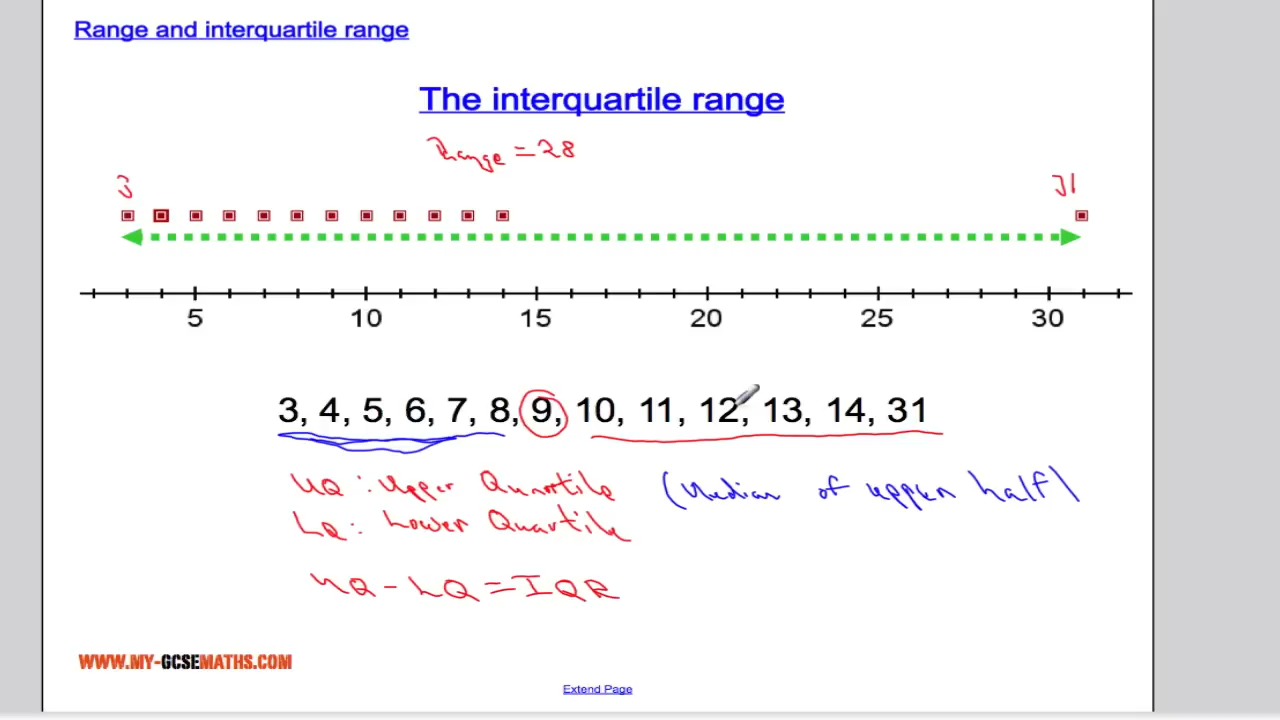 Range and interquartile range
The interquartile range
Range = 28
3 31
5 10 15 20 25 30
3, 4, 5, 6, 7, 8, 9, 10, 11, 12, 13, 14, 31
UQ : Upper Quartile (Median of upper half)
LQ : Lower Quartile
UQ - LQ = IQR
WWW.MY-GCSEMATHS.COM
Extend Page